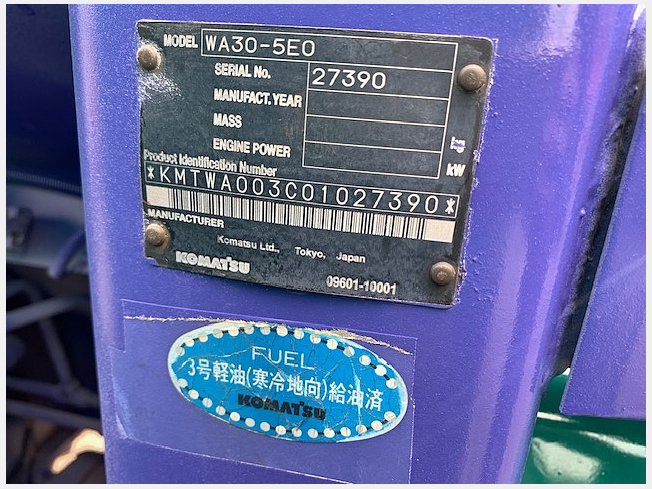 MODEL WA30-5E0
SERIAL No. 27390
MANUFACT. YEAR
MASS
ENGINE POWER kW
Product Identification Number
*KMTWA003C01027390*
MANUFACTURER
Komatsu Ltd., Tokyo, Japan
KOMATSU 09601-10001
FUEL
3号軽油(寒冷地向)給油済
KOMATSU